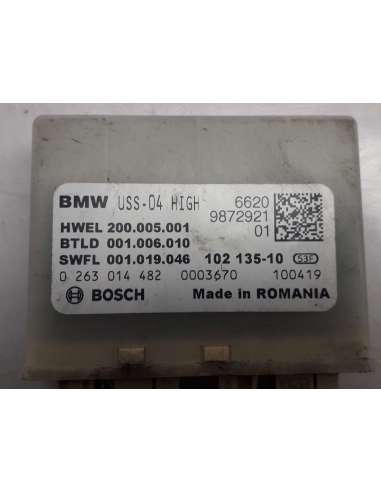 BMW USS-04 HIGH 6620
9872921
HWEL 200.005.001 01
BTLD 001.006.010
SWFL 001.019.046 102 135-10
0 263 014 482 0003670 100419
BOSCH Made in ROMANIA